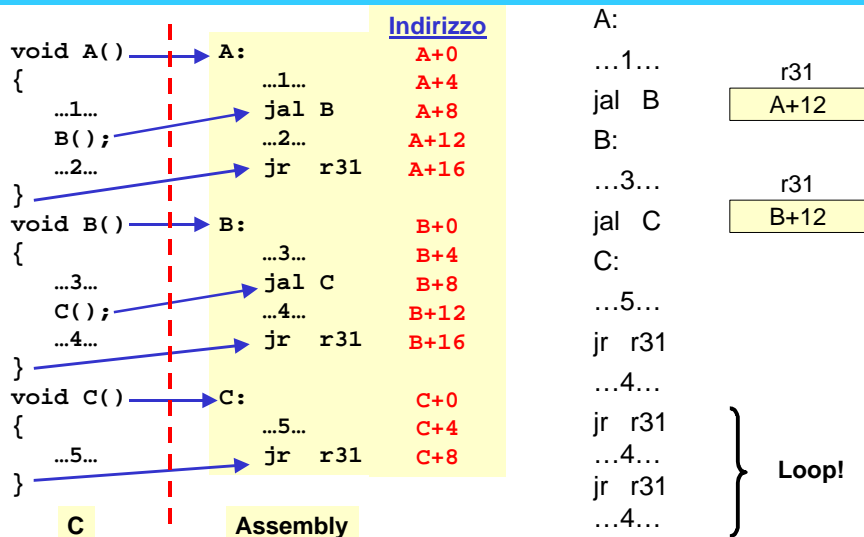 Indirizzo
void A() A: A+0
{ …1… A+4
…1… jal B A+8
B(); …2… A+12
…2… jr r31 A+16
}
void B() B: B+0
{ …3… B+4
…3… jal C B+8
C(); …4… B+12
…4… jr r31 B+16
}
void C() C: C+0
{ …5… C+4
…5… jr r31 C+8
}
C Assembly
A:
…1…
r31
jal B A+12
B:
…3…
r31
jal C B+12
C:
…5…
jr r31
…4…
jr r31
…4… Loop!
jr r31
…4…